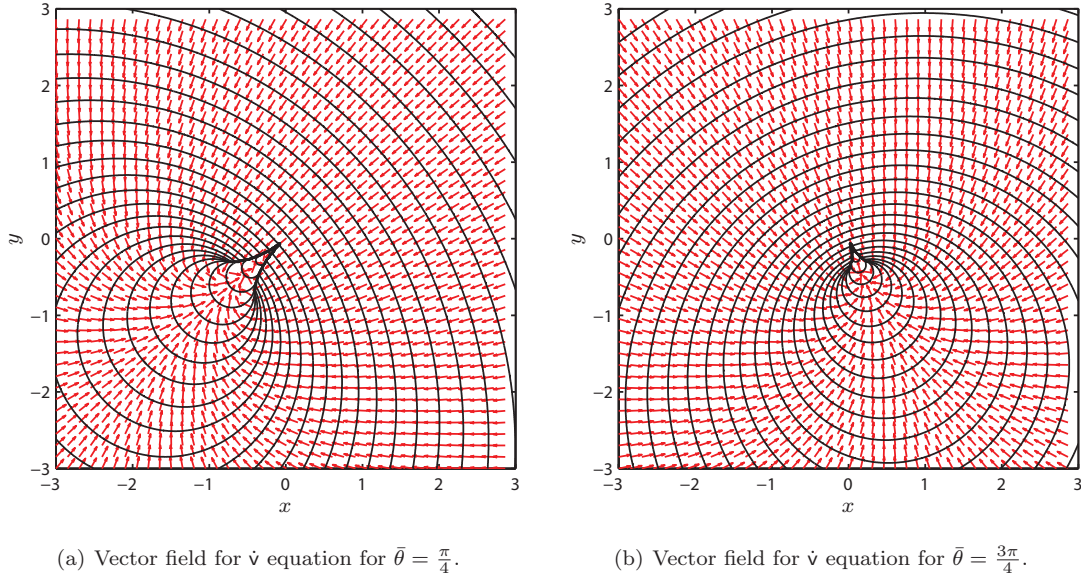 3
2
1
0
−1
−2
−3
y
−3 −2 −1 0 1 2 3
x
3
2
1
0
−1
−2
−3
y
−3 −2 −1 0 1 2 3
x
(a) Vector field for v̇ equation for θ̄ = π/4.
(b) Vector field for v̇ equation for θ̄ = 3π/4.